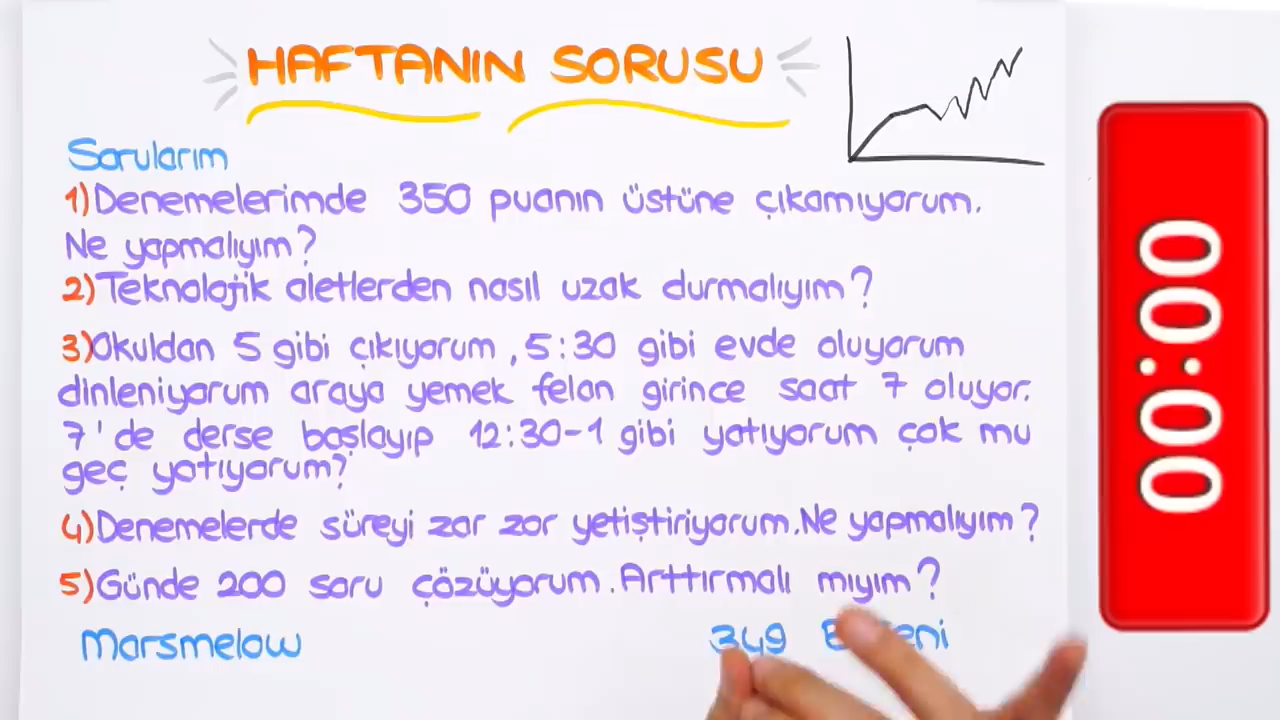 HAFTANIN SORUSU
Sorularım
1) Denemelerimde 350 puanın üstüne çıkamıyorum.
Ne yapmalıyım?
2) Teknolojik aletlerden nasıl uzak durmalıyım?
3) Okuldan 5 gibi çıkıyorum, 5:30 gibi evde oluyorum
dinleniyorum araya yemek felan girince saat 7 oluyor.
7'de derse başlayıp 12:30-1 gibi yatıyorum çok mu
geç yatıyorum?
4) Denemelerde süreyi zor zor yetiştiriyorum. Ne yapmalıyım?
5) Günde 200 soru çözüyorum. Arttırmalı mıyım?
Marsmelow 349
00:00